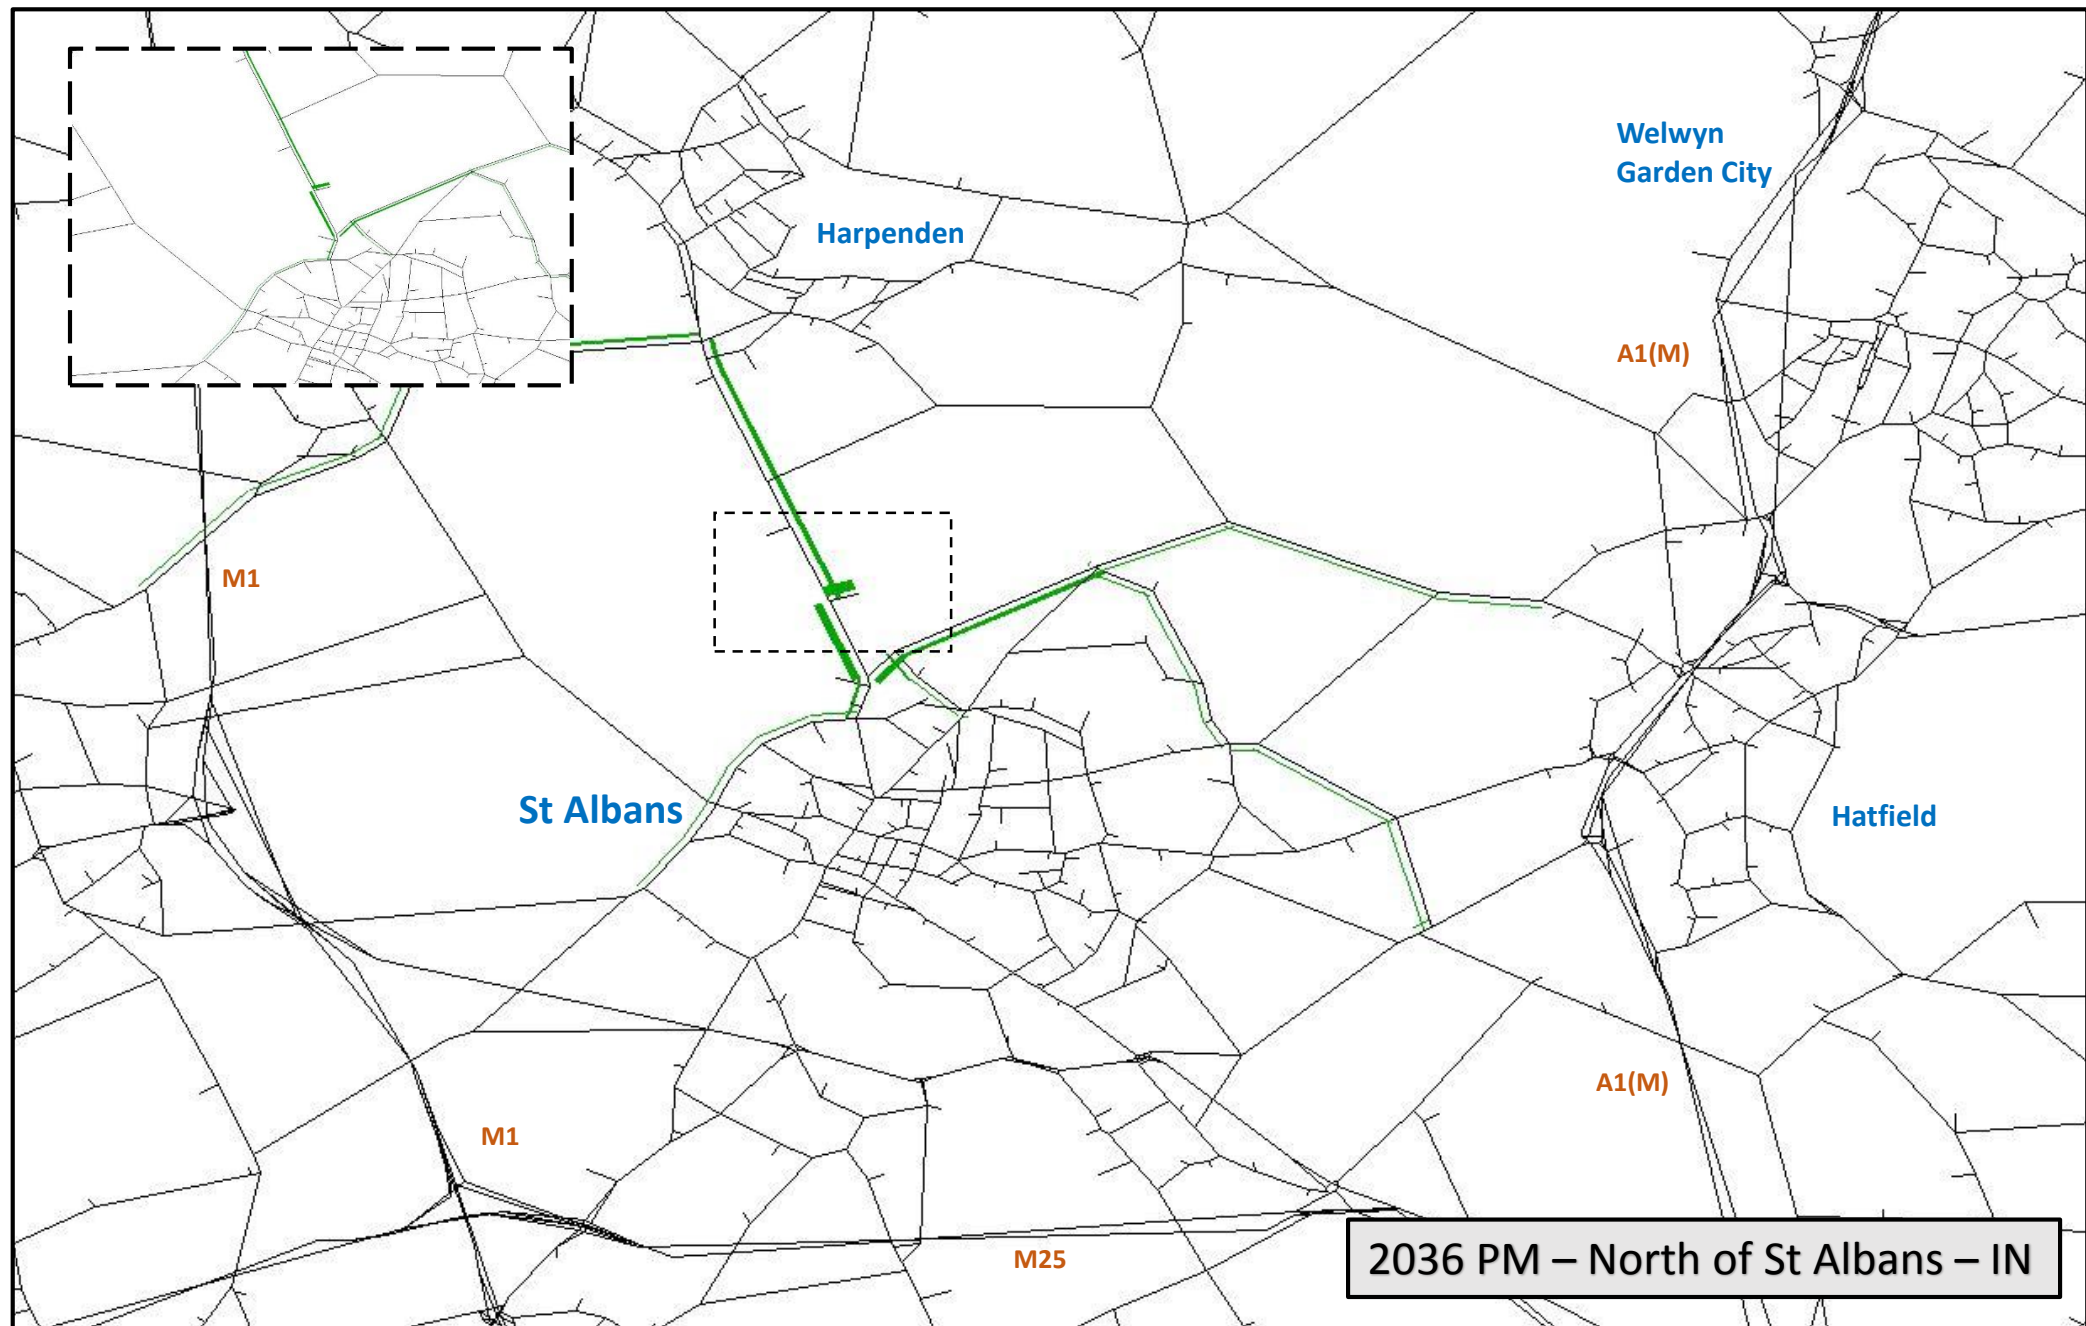 Welwyn
Garden City
Harpenden
A1(M)
M1
St Albans
Hatfield
A1(M)
M1
M25
2036 PM – North of St Albans – IN